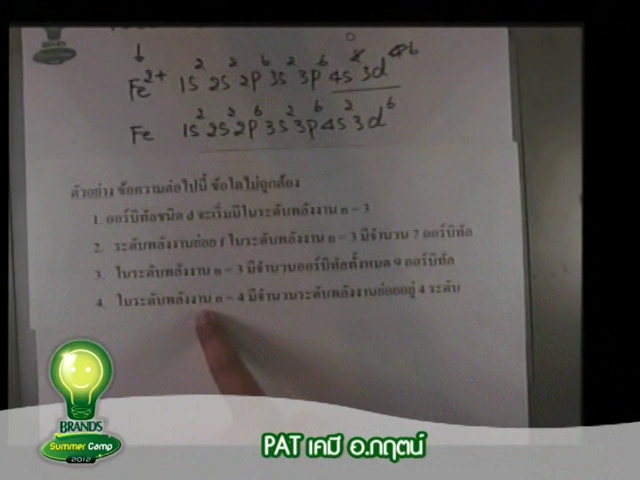 Fe2+ 1s2 2s2 2p6 3s2 3p6 4s 3d
Fe 1s2 2s2 2p6 3s2 3p6 4s2 3d6
ตัวอย่าง ข้อความต่อไปนี้ ข้อใดไม่ถูกต้อง
1. ออร์บิทัลชนิด d จะเริ่มมีในระดับพลังงาน n = 3
2. ระดับพลังงานย่อย f ในระดับพลังงาน n = 3 มีจำนวน 7 ออร์บิทัล
3. ในระดับพลังงาน n = 3 มีจำนวนออร์บิทัลทั้งหมด 9 ออร์บิทัล
4. ในระดับพลังงาน n = 4 มีจำนวนระดับพลังงานย่อยอยู่ 4 ระดับ
BRAND'S
Summer Camp
2012
PAT เคมี อ.กฤตน์